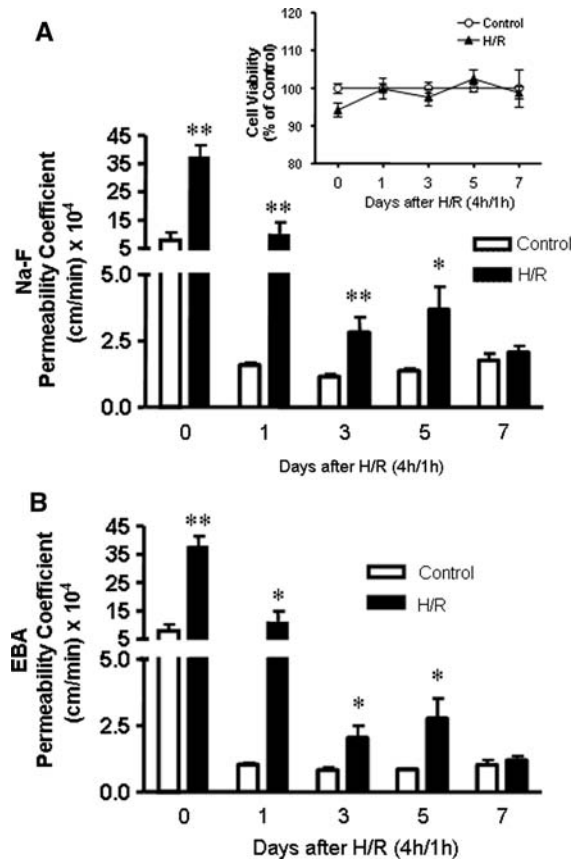 A
Control
H/R
Cell Viability
(% of Control)
120
110
100
90
80
0 1 3 5 7
Days after H/R (4h/1h)
Na-F
Permeability Coefficient
(cm/min) x 10⁴
45
35
25
15
5
5.0
2.5
0.0
** ** ** *
Control
H/R
0 1 3 5 7
Days after H/R (4h/1h)
B
EBA
Permeability Coefficient
(cm/min) x 10⁻⁴
45
35
25
15
5
5.0
2.5
0.0
** * * *
Control
H/R
0 1 3 5 7
Days after H/R (4h/1h)